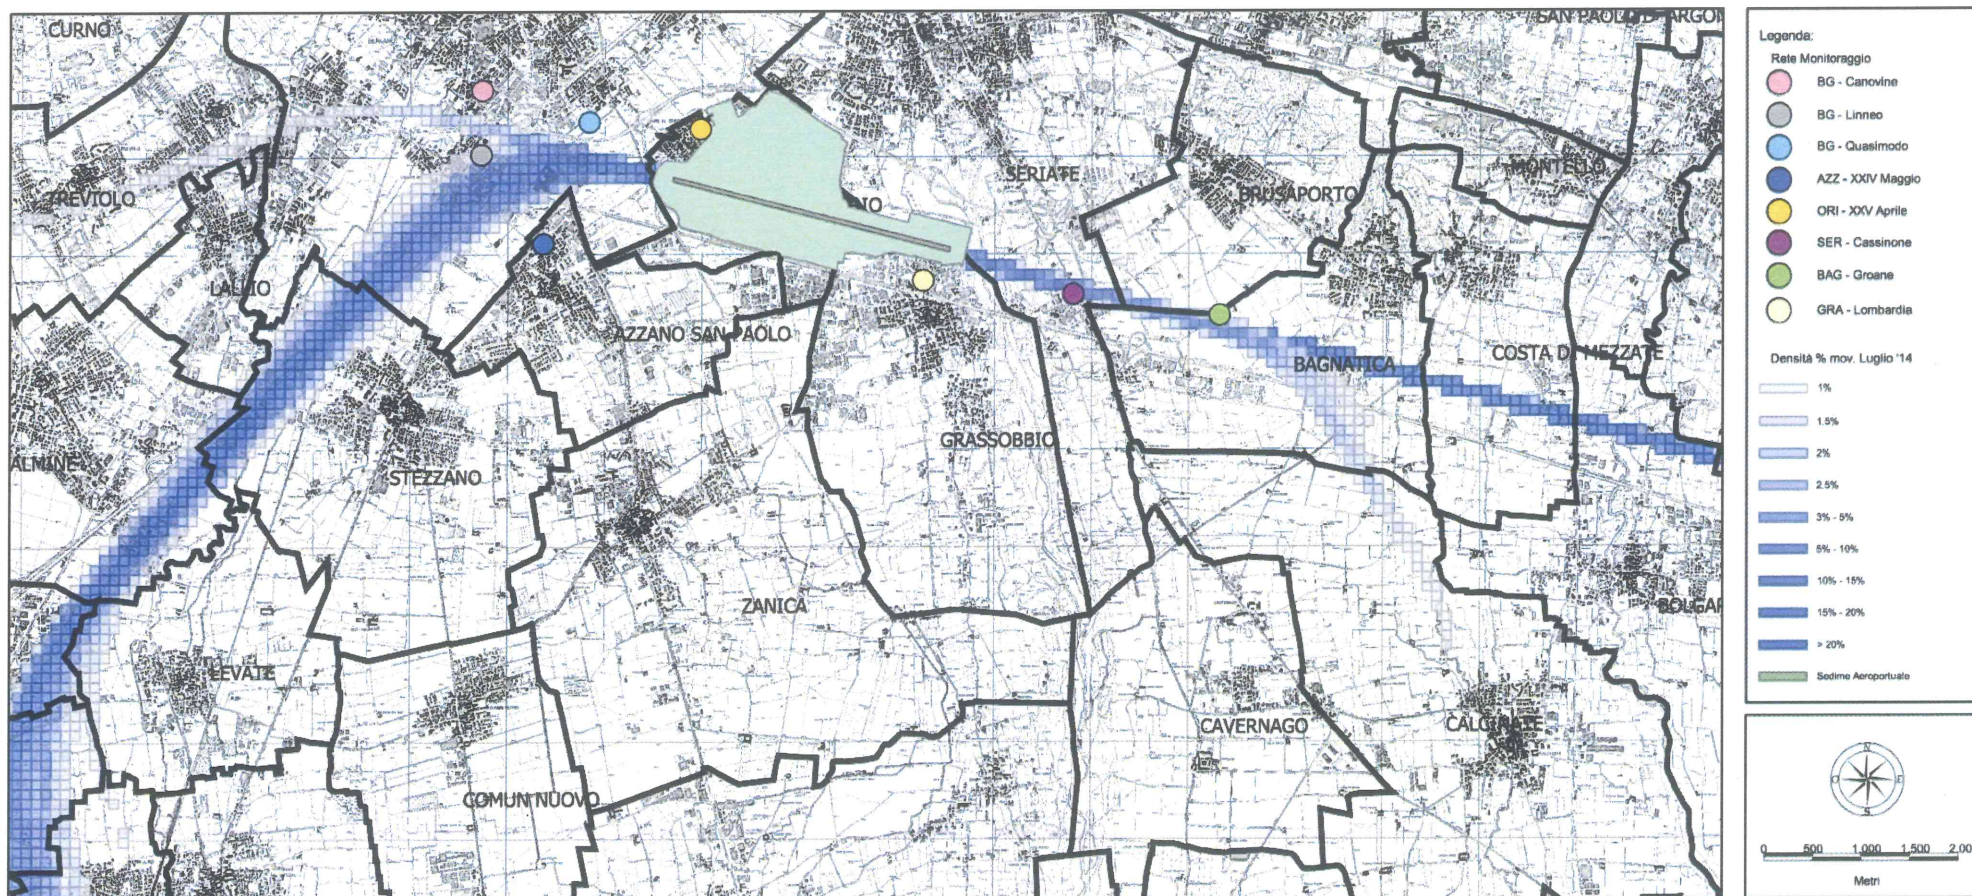 CURNO
TREVIOLO
LALLIO
ALMINE
STEZZANO
LEVATE
COMUN NUOVO
AZZANO SAN PAOLO
ZANICA
GRASSOBBIO
SERIATE
BRUSAPORTO
MONTELLO
BAGNATICA
COSTA DI MEZZATE
CAVERNAGO
CALCINATE
BOLGAR
Legenda:
Rete Monitoraggio
BG - Canovine
BG - Linneo
BG - Quasimodo
AZZ - XXIV Maggio
ORI - XXV Aprile
SER - Cassinone
BAG - Groane
GRA - Lombardia
Densità % mov. Luglio '14
1%
1.5%
2%
2.5%
3% - 5%
5% - 10%
10% - 15%
15% - 20%
> 20%
Sedime Aeroportuale
N
O
E
S
0 500 1.000 1.500 2.00
Metri